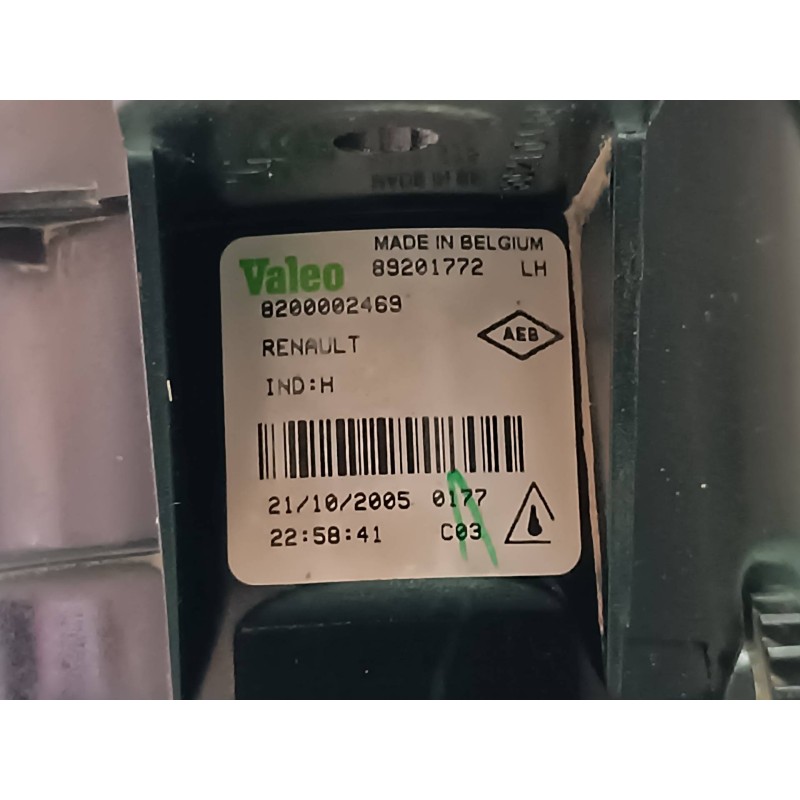 MADE IN BELGIUM
Valeo 89201772 LH
8200002469
AEB
RENAULT
IND:H
21/10/2005 0177
22:58:41 C03